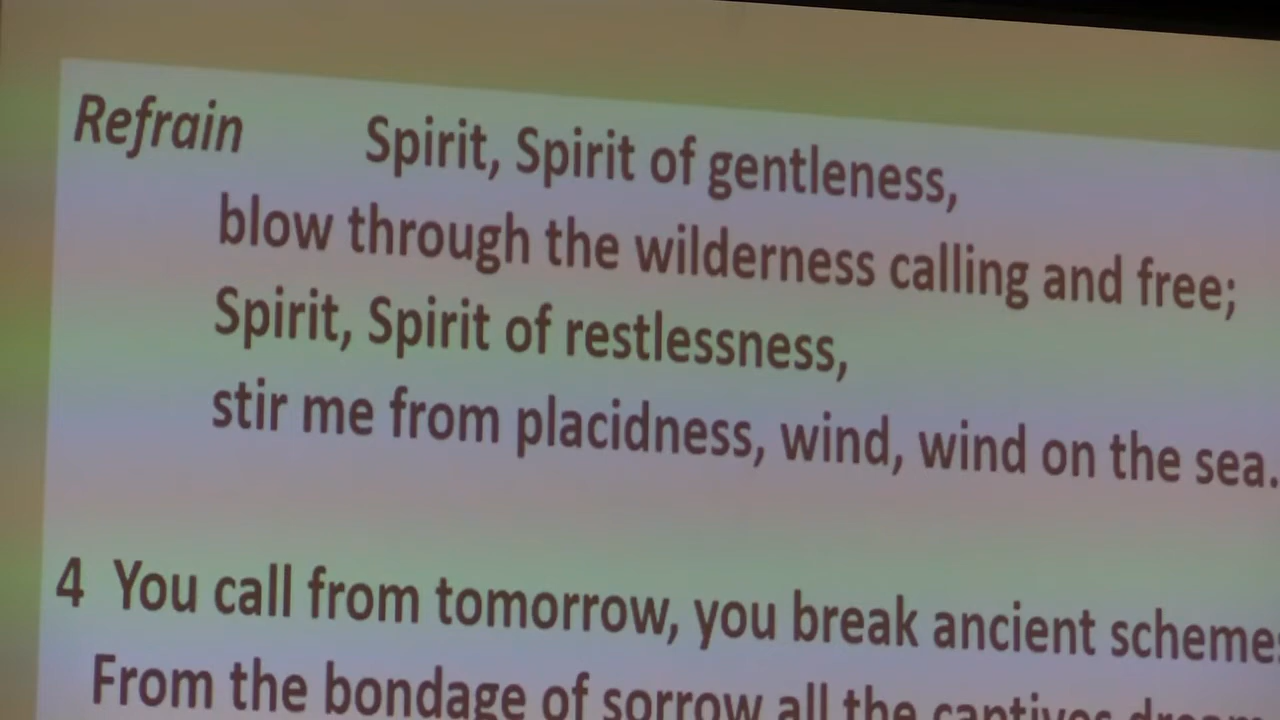 Refrain Spirit, Spirit of gentleness,
blow through the wilderness calling and free;
Spirit, Spirit of restlessness,
stir me from placidness, wind, wind on the sea.
4 You call from tomorrow, you break ancient scheme
From the bondage of sorrow all the captives dream